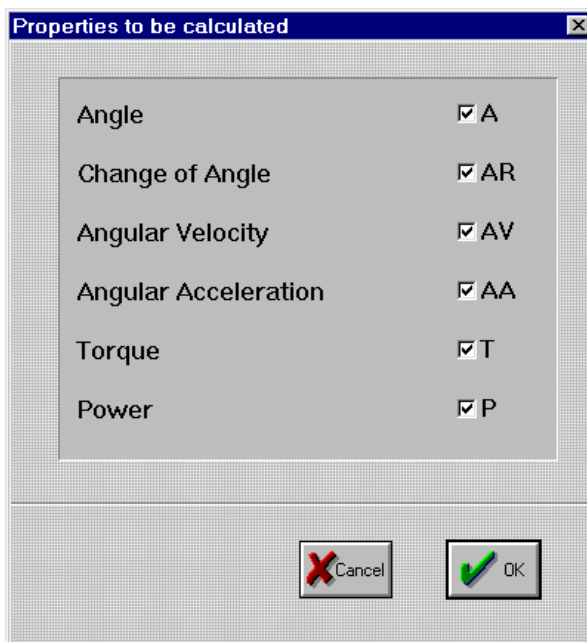 Properties to be calculated
Angle A
Change of Angle AR
Angular Velocity AV
Angular Acceleration AA
Torque T
Power P
Cancel OK